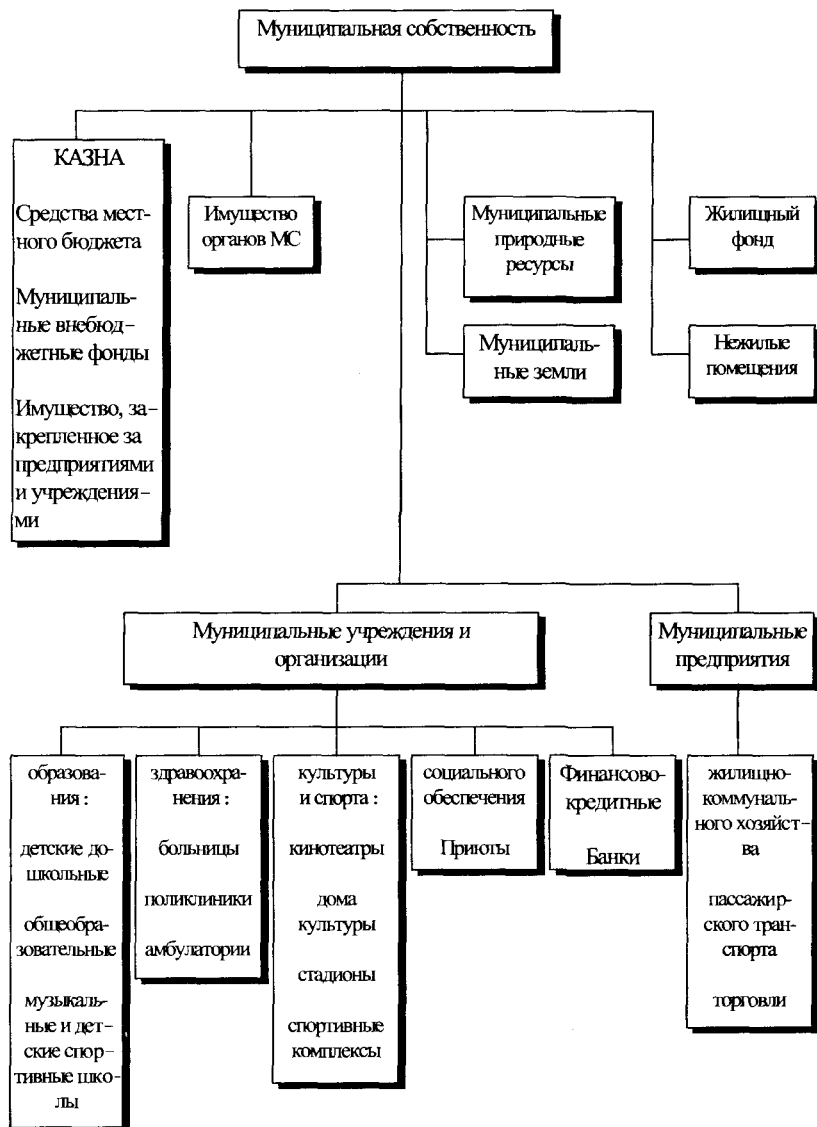 Муниципальная собственность
КАЗНА
Средства мест-
ного бюджета
Муниципаль-
ные внебюд-
жетные фонды
Имущество, за-
крепленное за
предприятиями
и учреждения-
ми
Имущество
органов МС
Муниципальные
природные
ресурсы
Муниципаль-
ные земли
Жилищный
фонд
Нежилые
помещения
Муниципальные учреждения и
организации
Муниципальные
предприятия
образова-
ния :
детские до-
школьные
общеобра-
зовательные
музыкаль-
ные и дет-
ские спор-
тивные шко-
лы
здравоохра-
нения :
больницы
поликлиники
амбулатории
культуры
и спорта :
кинотеатры
дома
культуры
стадионы
спортивные
комплексы
социального
обеспечения
Приюты
Финансово-
кредитные
Банки
жилищно-
коммуналь-
ного хозяйст-
ва
пассажир-
ского тран-
спорта
торговли